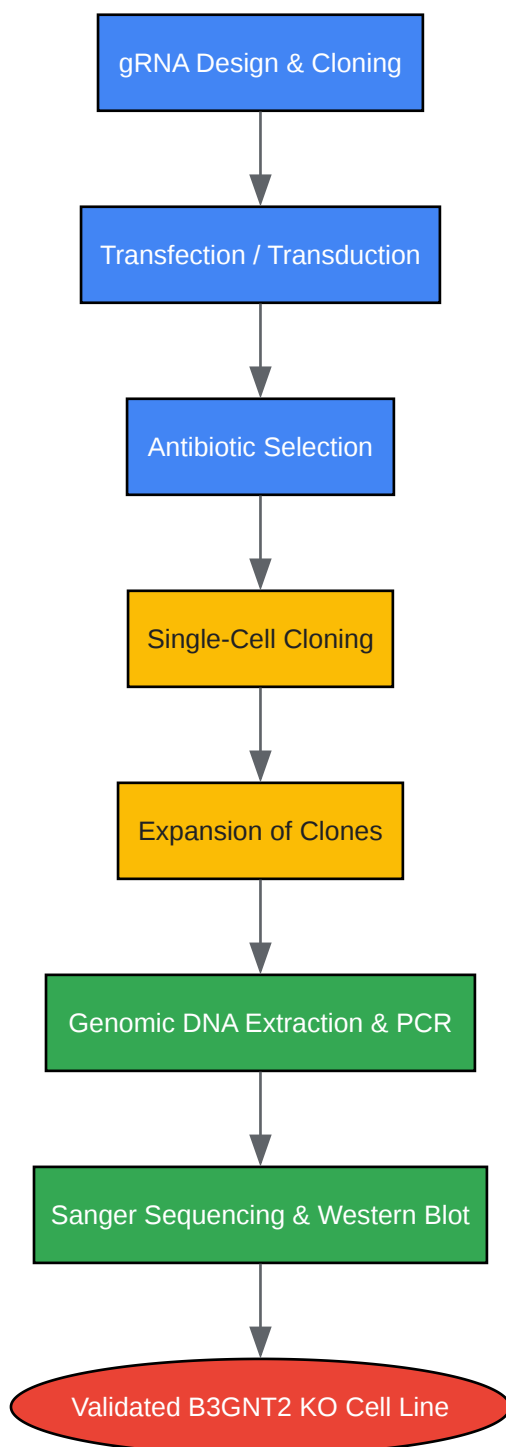 gRNA Design & Cloning
Transfection / Transduction
Antibiotic Selection
Single-Cell Cloning
Expansion of Clones
Genomic DNA Extraction & PCR
Sanger Sequencing & Western Blot
Validated B3GNT2 KO Cell Line